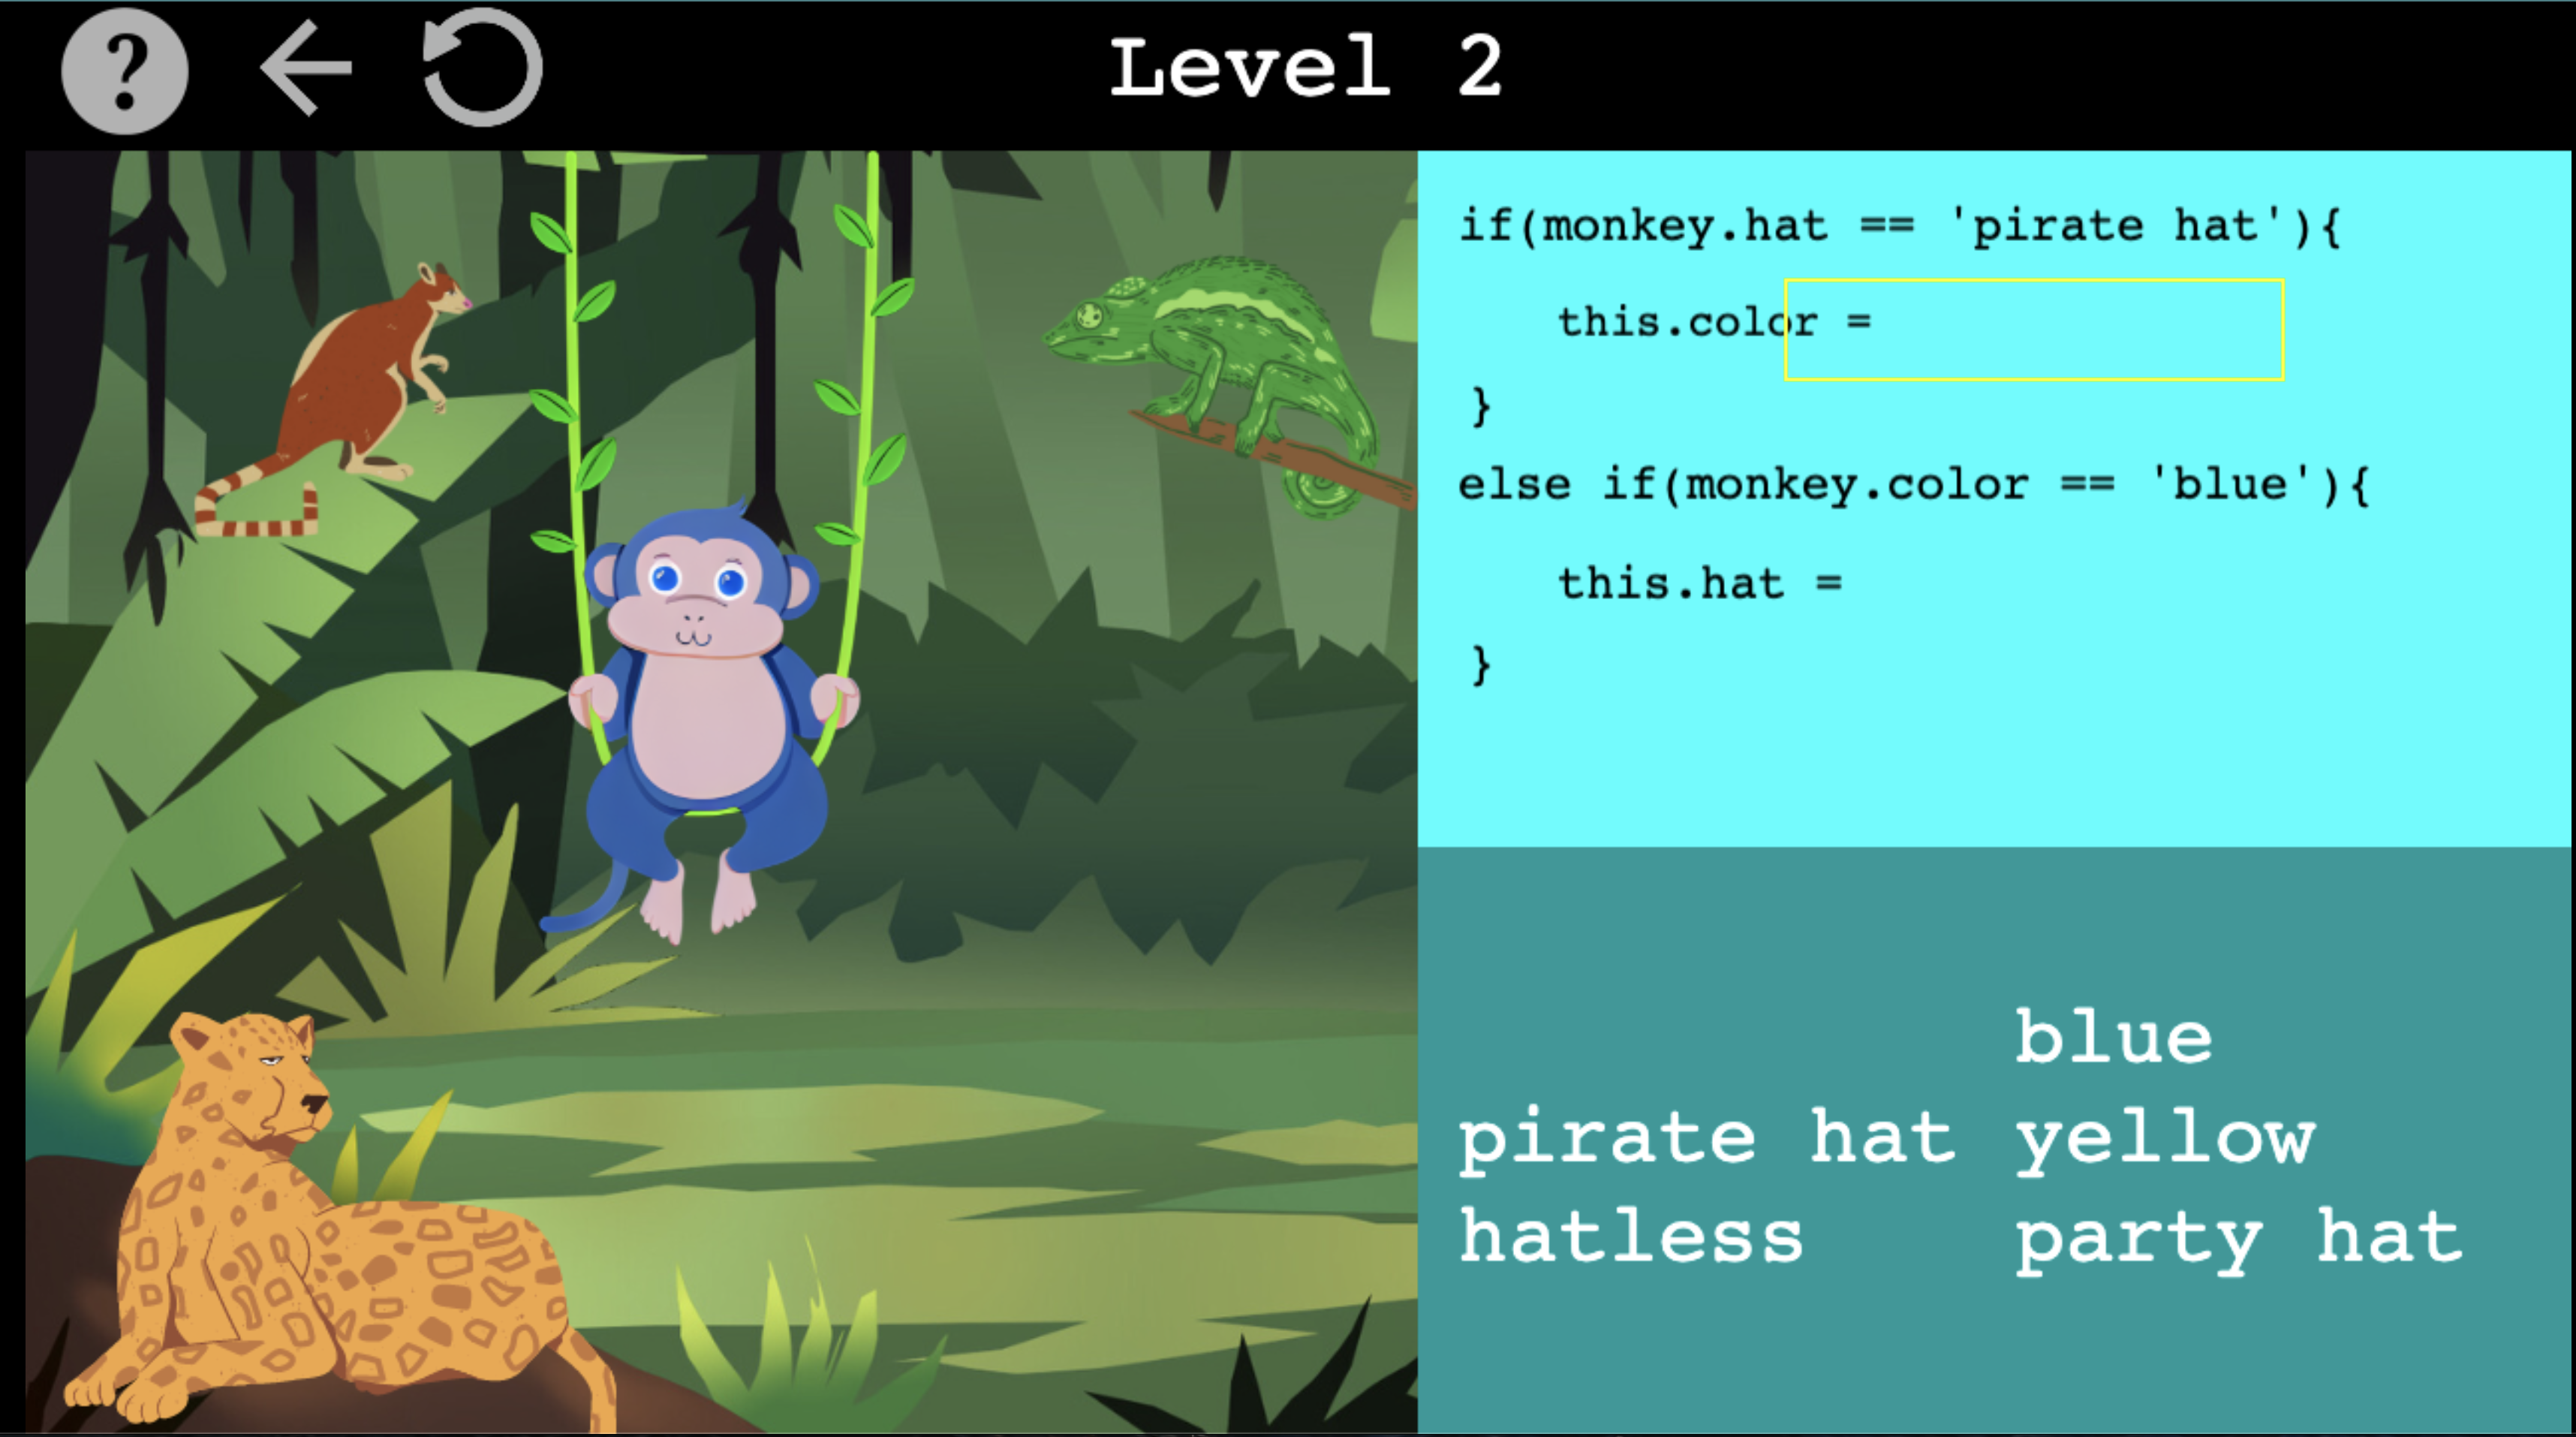 ?
Level 2
if(monkey.hat == 'pirate hat'){
this.color =
}
else if(monkey.color == 'blue'){
this.hat =
}
blue
pirate hat yellow
hatless party hat